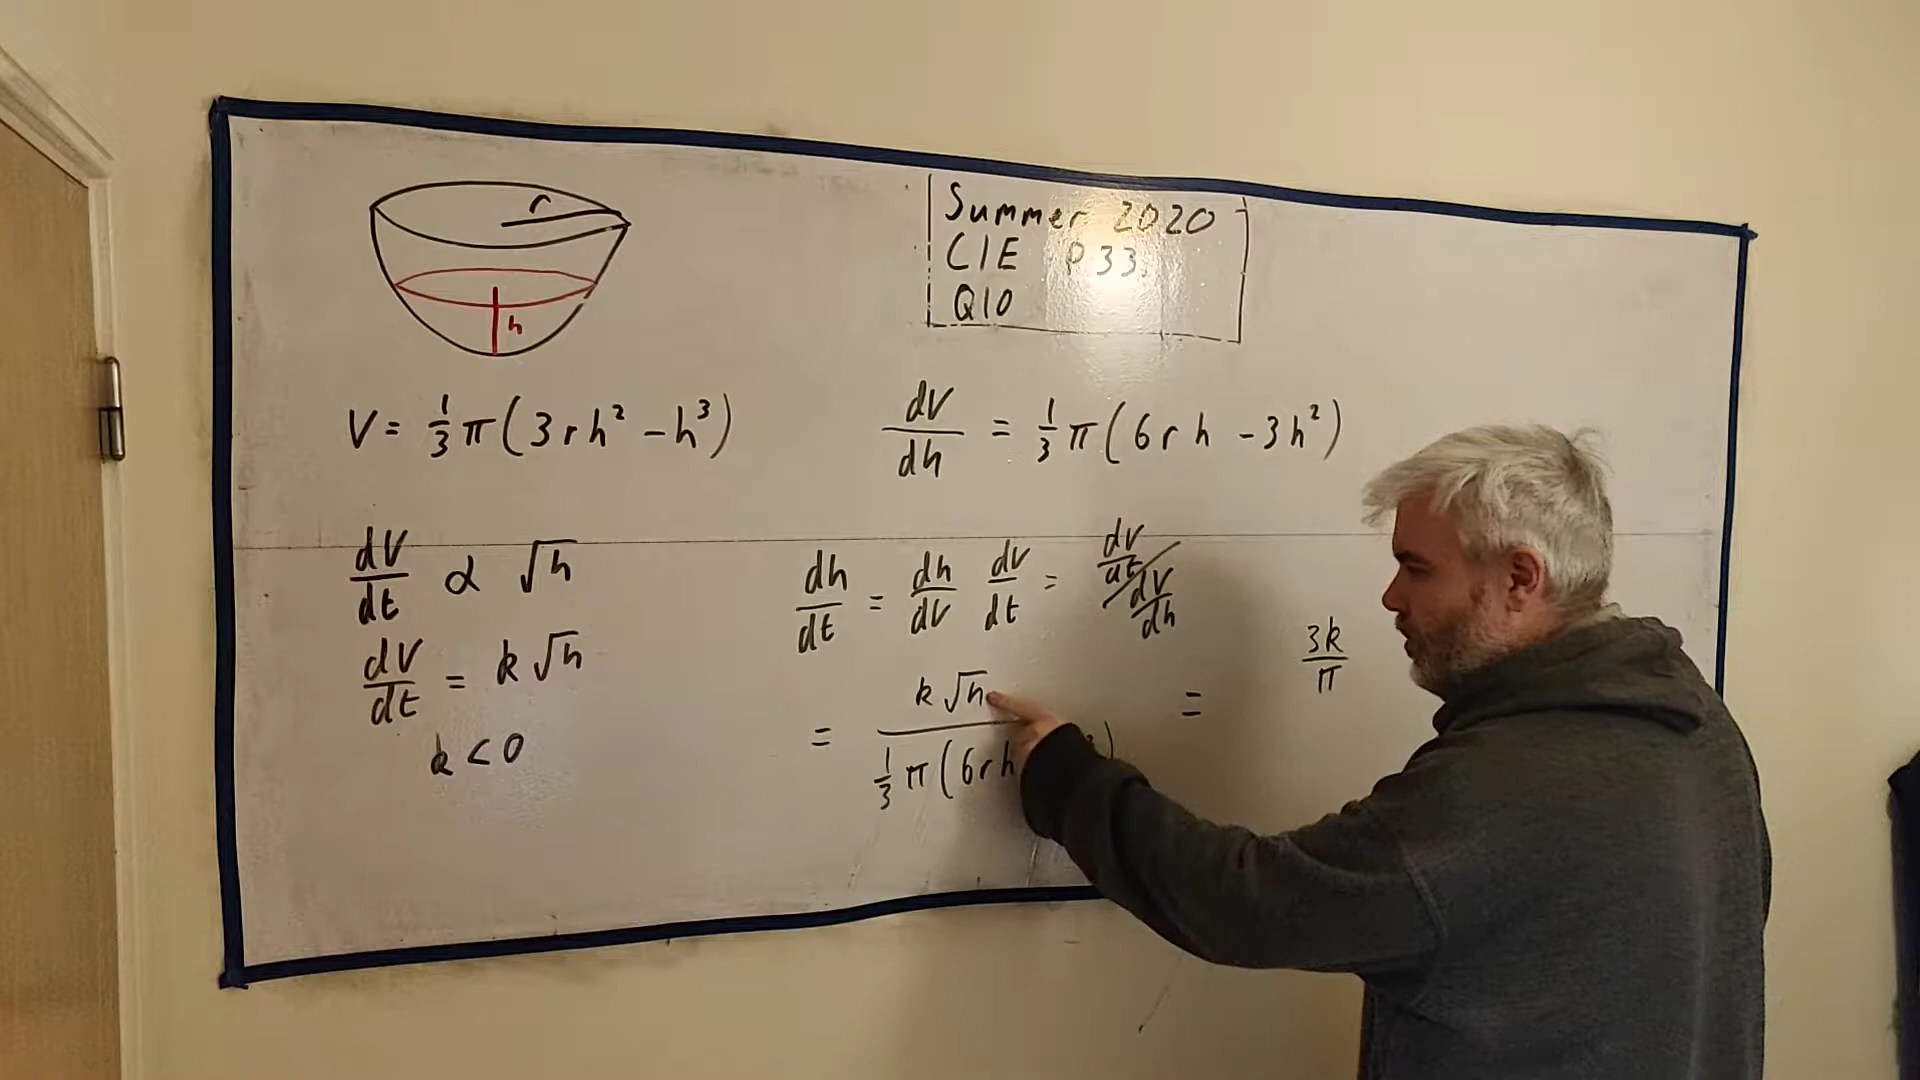 r
h
Summer 2020
CIE P33,
Q10
V = 1/3 π(3rh² - h³)
dV/dh = 1/3 π(6rh - 3h²)
dV/dt ∝ √h
dV/dt = k√h
k < 0
dh/dt = dh/dV dV/dt = dV/dt / dV/dh
= k√h / 1/3 π(6rh ²) = 3k/π